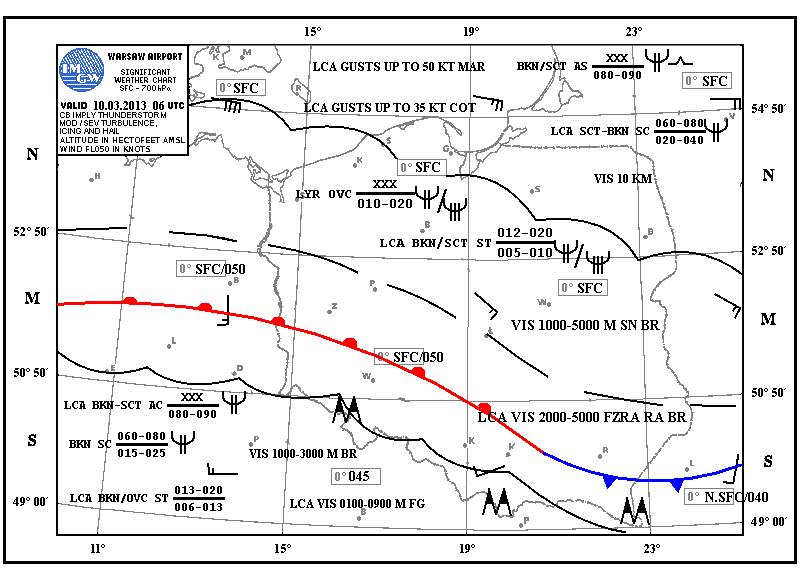 15°
19°
23°
IMGW
WARSAW AIRPORT
SIGNIFICANT
WEATHER CHART
SFC - 700hPa
VALID 10.03.2013 06 UTC
CB IMPLY THUNDERSTORM
MOD / SEV TURBULENCE,
ICING AND HAIL
ALTITUDE IN HECTOFEET AMSL
WIND FL050 IN KNOTS
K
M
R
0° SFC
LCA GUSTS UP TO 50 KT MAR
BKN/SCT AS XXX
080-090
0° SFC
LCA GUSTS UP TO 35 KT COT
54° 50'
LCA SCT-BKN SC 060-080
020-040
V
N
N
H
K
S
G
0° SFC
VIS 10 KM
LYR OVC XXX
010-020
S
52° 50'
B
B
LCA BKN/SCT ST 012-020
005-010
52° 50'
0° SFC/050
B
P
0° SFC
M
M
Z
W
VIS 1000-5000 M SN BR
L
Ł
0° SFC/050
50° 50'
E
D
W
50° 50'
LCA BKN-SCT AC XXX
080-090
LCA VIS 2000-5000 FZRA RA BR
S
S
BKN SC 060-080
015-025
P
VIS 1000-3000 M BR
K
K
R
L
0° 045
LCA BKN/OVC ST 013-020
006-013
LCA VIS 0100-0900 M FG
0° N.SFC/040
49° 00'
B
P
49° 00'
11°
15°
19°
23°